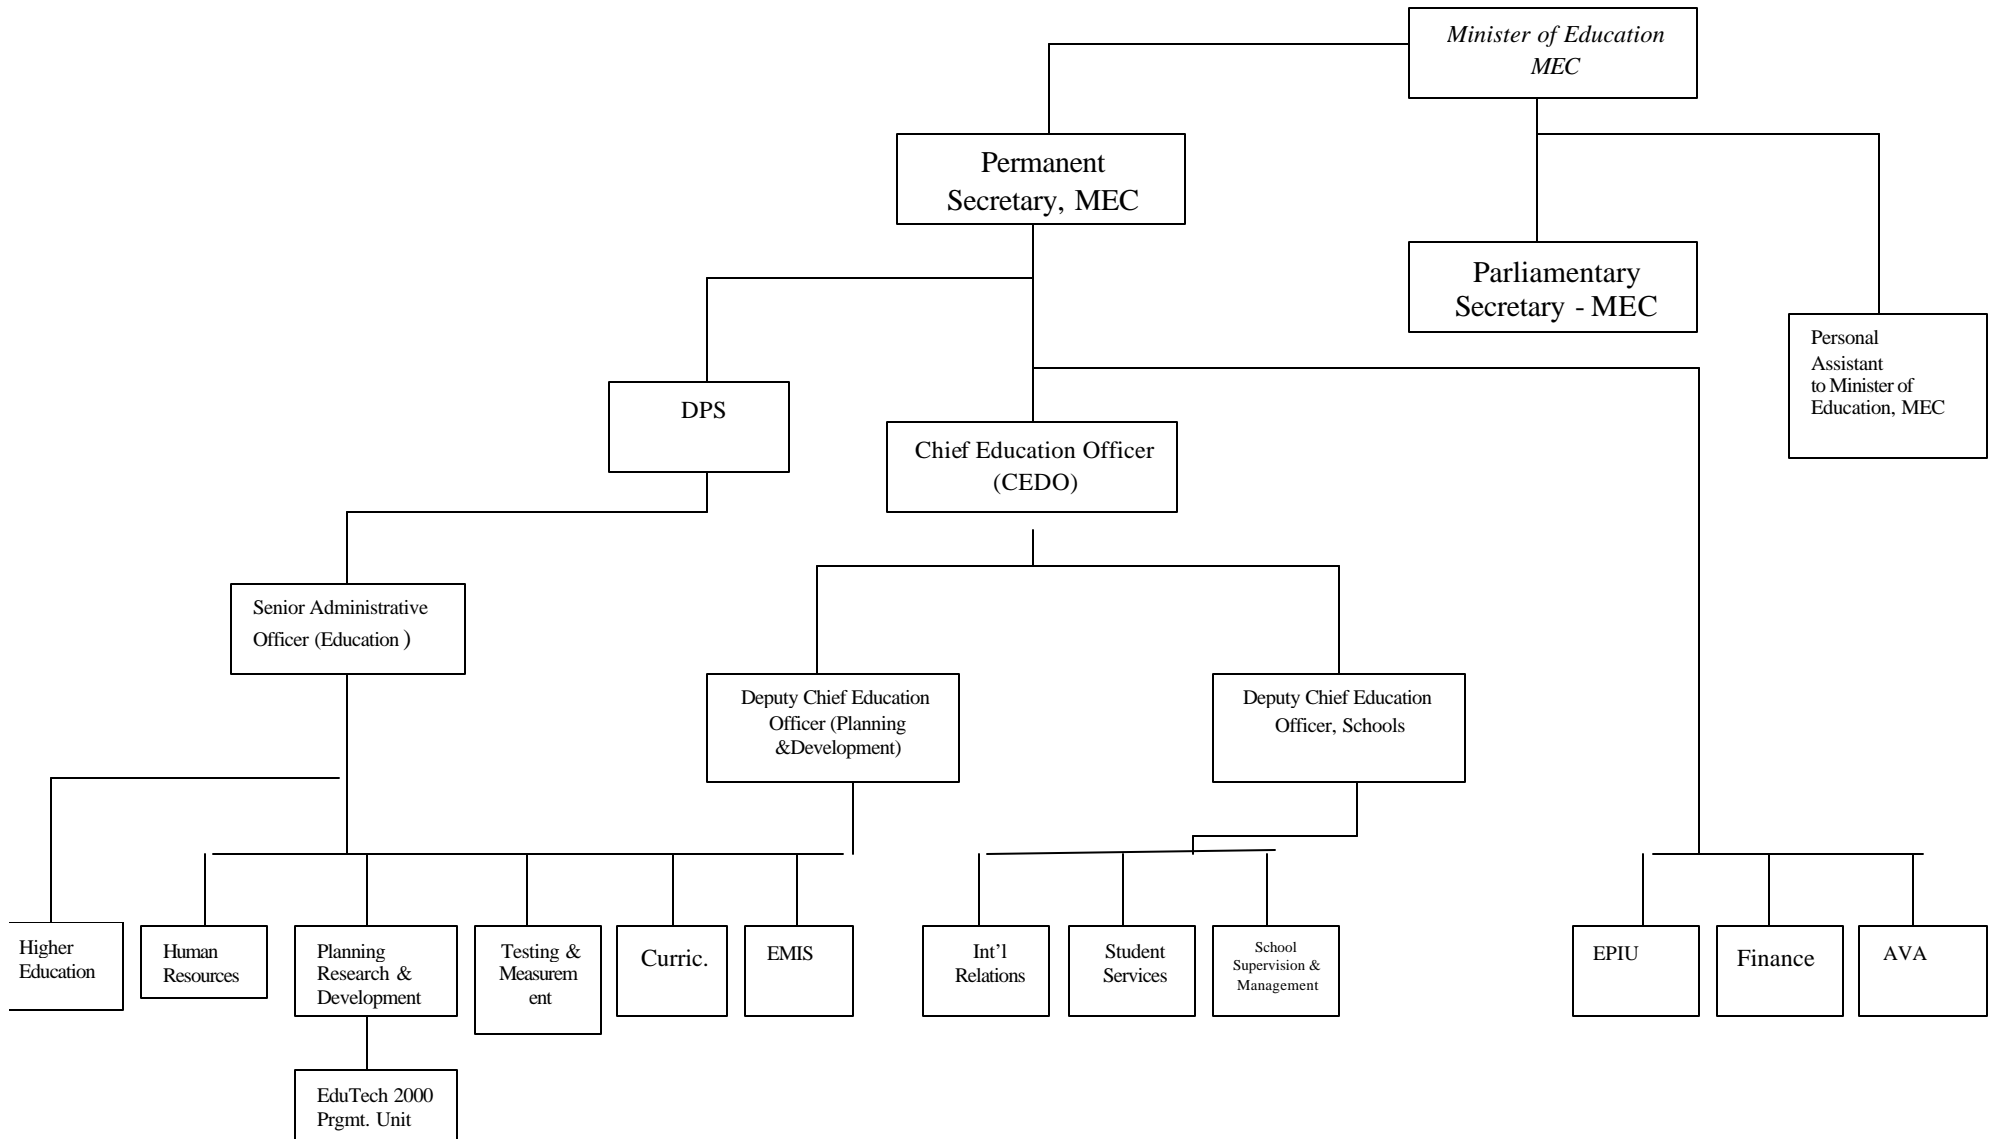 Minister of Education
MEC
Permanent
Secretary, MEC
Parliamentary
Secretary - MEC
Personal
Assistant
to Minister of
Education, MEC
DPS
Chief Education Officer
(CEDO)
Senior Administrative
Officer (Education )
Deputy Chief Education
Officer (Planning
&Development)
Deputy Chief Education
Officer, Schools
Higher
Education
Human
Resources
Planning
Research &
Development
Testing &
Measurem
ent
Curric.
EMIS
Int’l
Relations
Student
Services
School
Supervision &
Management
EPIU
Finance
AVA
EduTech 2000
Prgmt. Unit